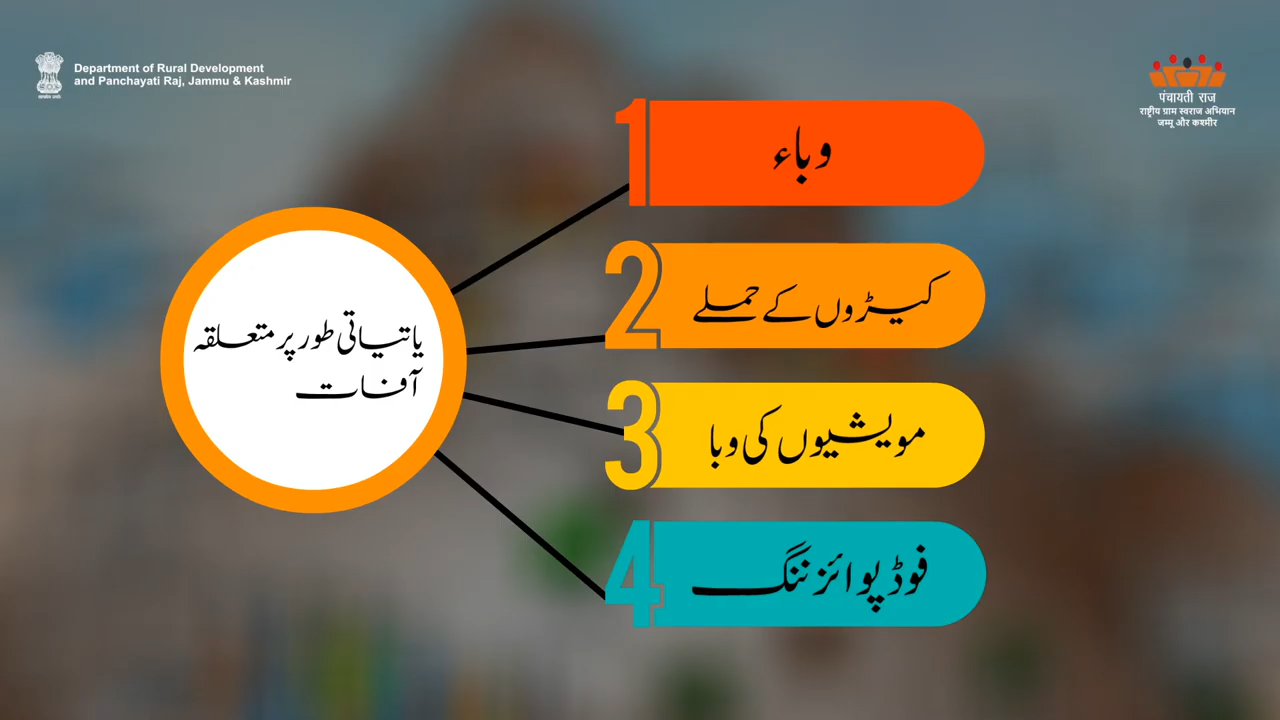 Department of Rural Development
and Panchayati Raj, Jammu & Kashmir
पंचायती राज
राष्ट्रीय ग्राम स्वराज अभियान
जम्मू और कश्मीर
یاتیاتی طور پر متعلقہ
آفات
1
وباء
2
کیڑوں کے حملے
3
مویشیوں کی وبا
4
فوڈ پوائزننگ